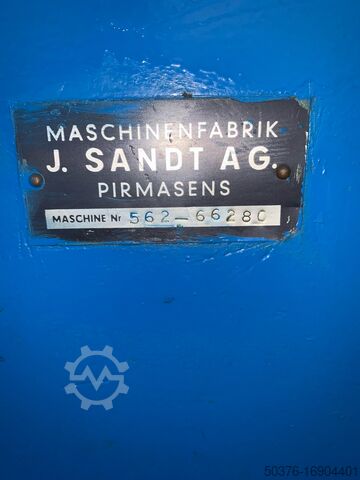 MASCHINENFABRIK
J. SANDT AG.
PIRMASENS
MASCHINE Nr 562-66280
50376-16904401